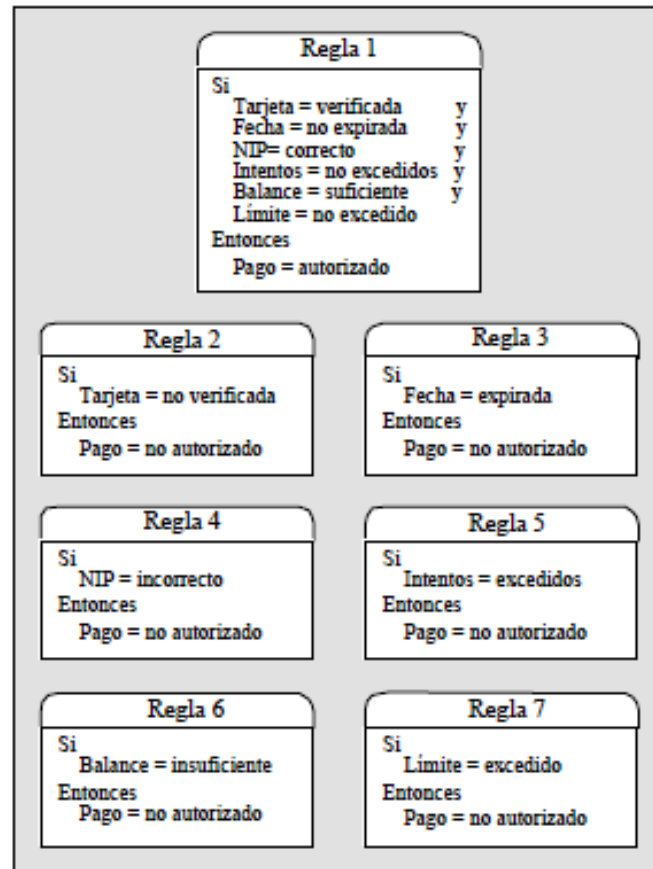 Regla 1
Si
Tarjeta = verificada y
Fecha = no expirada y
NIP= correcto y
Intentos = no excedidos y
Balance = suficiente y
Límite = no excedido
Entonces
Pago = autorizado
Regla 2
Si
Tarjeta = no verificada
Entonces
Pago = no autorizado
Regla 3
Si
Fecha = expirada
Entonces
Pago = no autorizado
Regla 4
Si
NIP = incorrecto
Entonces
Pago = no autorizado
Regla 5
Si
Intentos = excedidos
Entonces
Pago = no autorizado
Regla 6
Si
Balance = insuficiente
Entonces
Pago = no autorizado
Regla 7
Si
Límite = excedido
Entonces
Pago = no autorizado